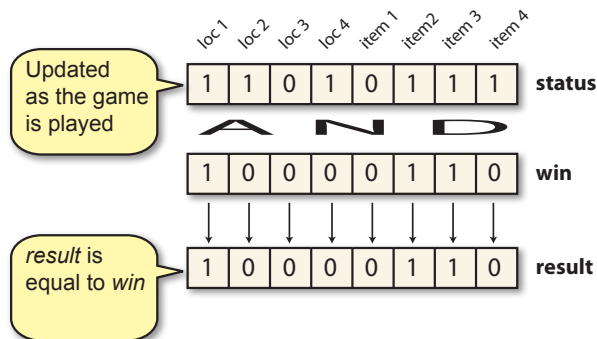 loc 1 loc 2 loc 3 loc 4 item 1 item2 item 3 item 4
Updated
as the game
is played
1 1 0 1 0 1 1 1 status
AND
1 0 0 0 0 1 1 0 win
result is
equal to win
1 0 0 0 0 1 1 0 result